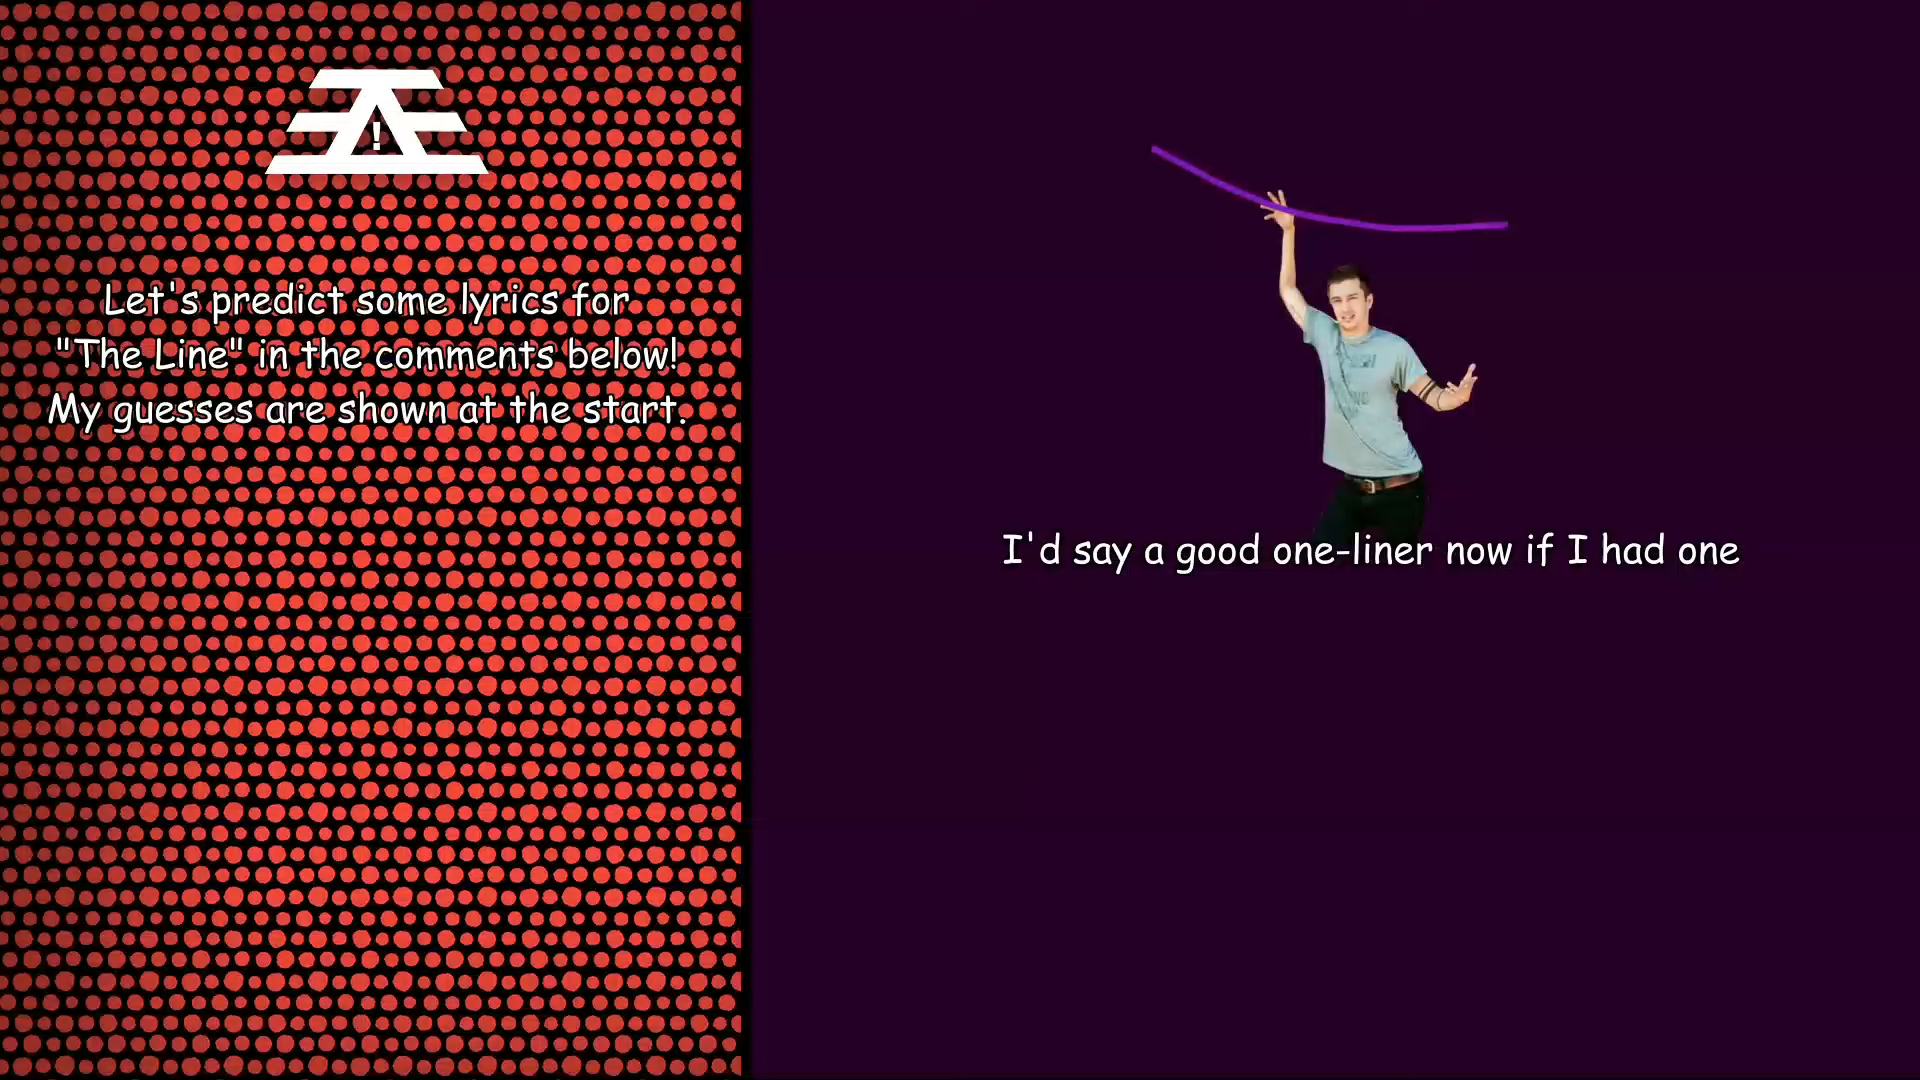 !
Let's predict some lyrics for
"The Line" in the comments below!
My guesses are shown at the start.
I'd say a good one-liner now if I had one